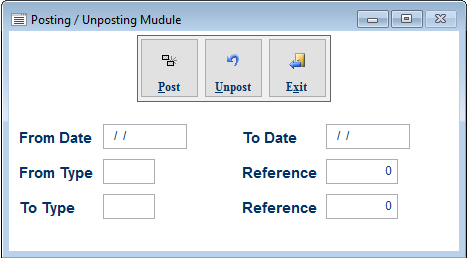 Posting / Unposting Mudule
Post Unpost Exit
From Date / / To Date / /
From Type Reference 0
To Type Reference 0